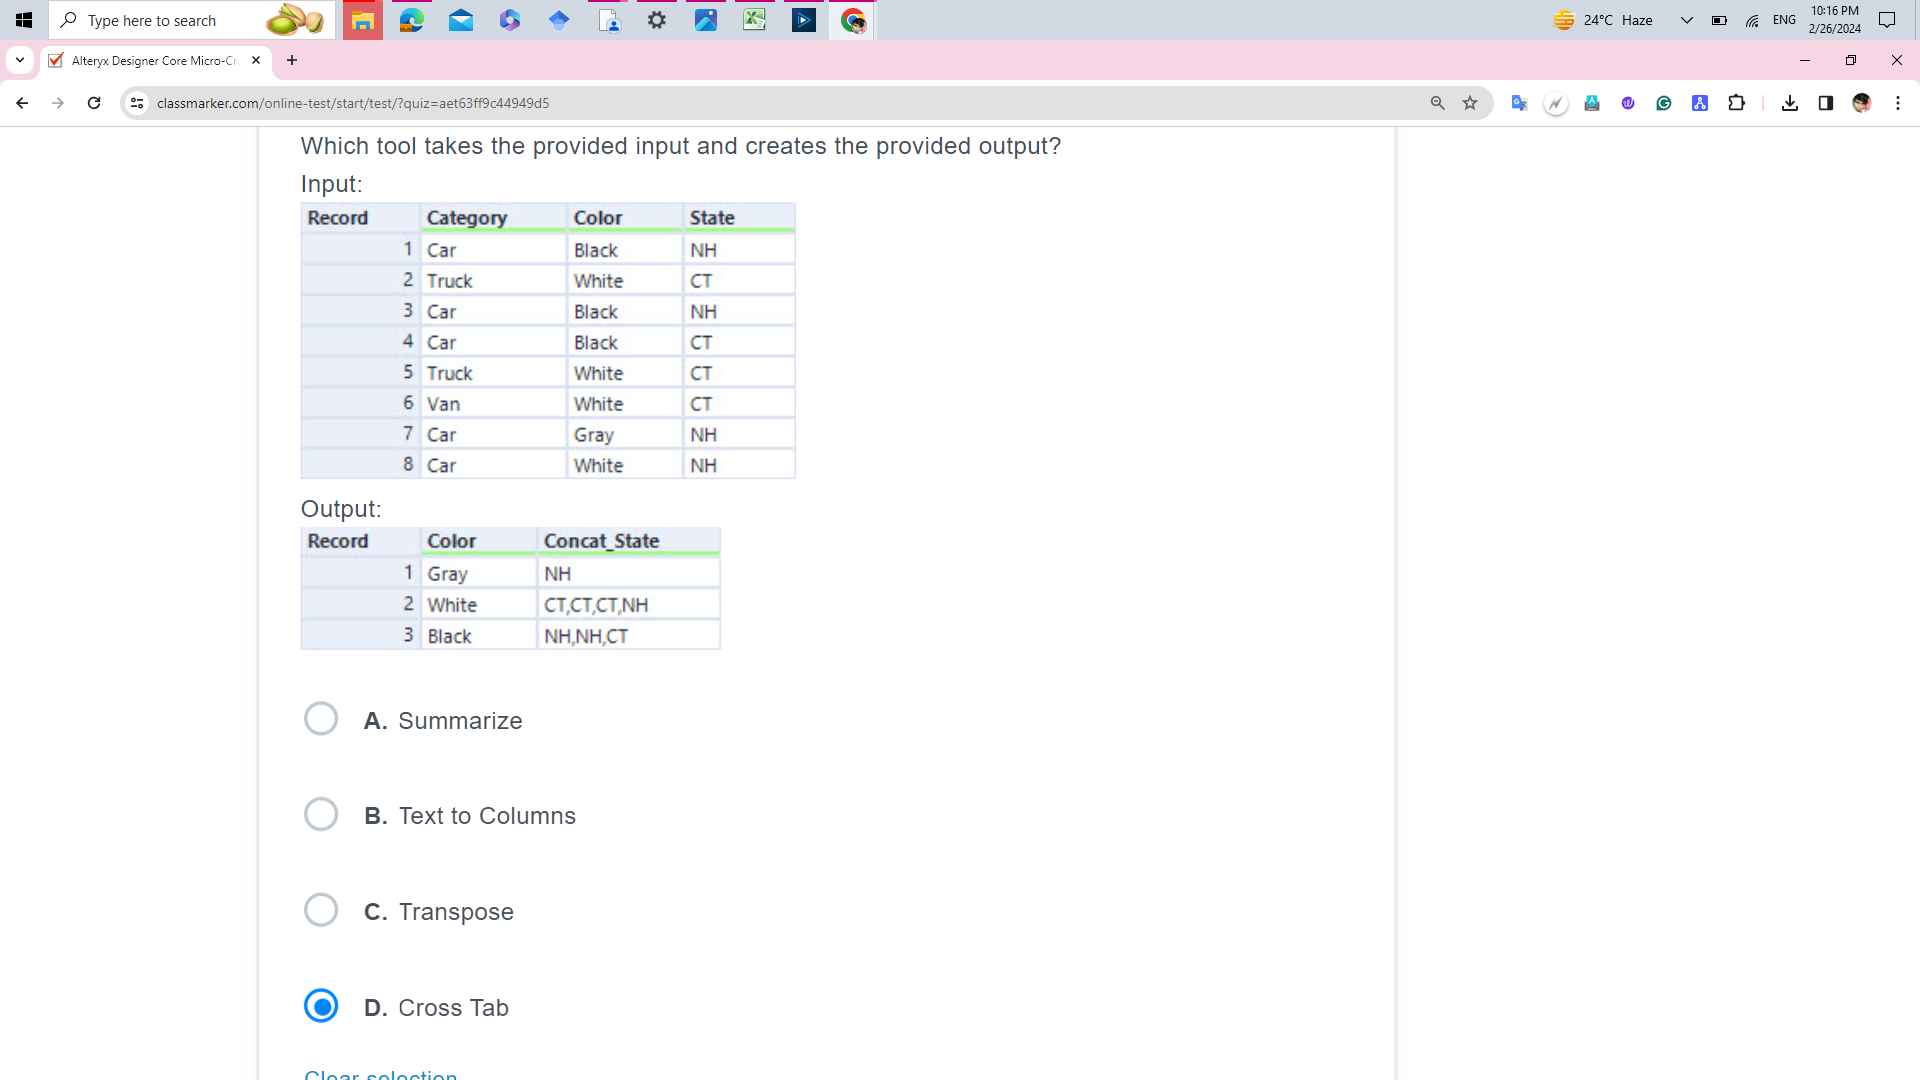 Type here to search
24°C Haze
ENG
10:16 PM
2/26/2024
Alteryx Designer Core Micro-Cr
classmarker.com/online-test/start/test/?quiz=aet63ff9c44949d5
Which tool takes the provided input and creates the provided output?
Input:
Record Category Color State
1 Car Black NH
2 Truck White CT
3 Car Black NH
4 Car Black CT
5 Truck White CT
6 Van White CT
7 Car Gray NH
8 Car White NH
Output:
Record Color Concat_State
1 Gray NH
2 White CT,CT,CT,NH
3 Black NH,NH,CT
A. Summarize
B. Text to Columns
C. Transpose
D. Cross Tab
Clear selection